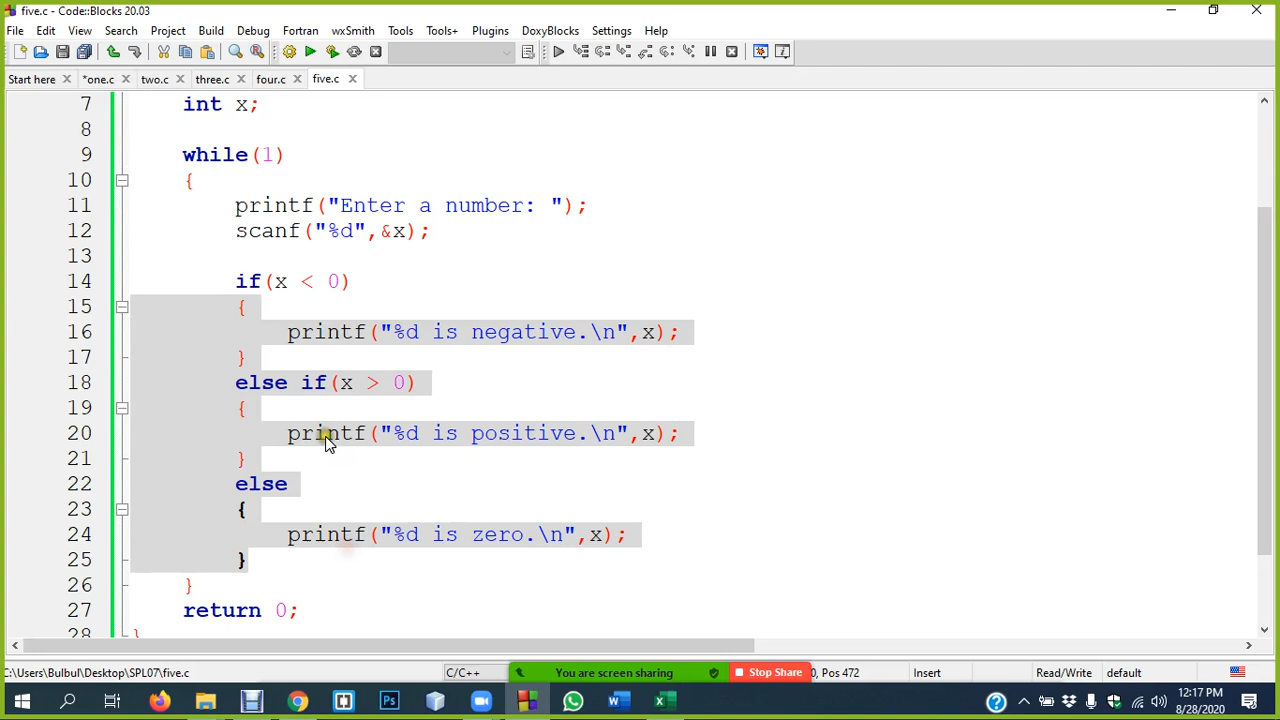 five.c - Code::Blocks 20.03
File Edit View Search Project Build Debug Fortran wxSmith Tools Tools+ Plugins DoxyBlocks Settings Help
Start here *one.c two.c three.c four.c five.c
7 int x;
8
9 while(1)
10 {
11 printf("Enter a number: ");
12 scanf("%d",&x);
13
14 if(x < 0)
15 {
16 printf("%d is negative.\n",x);
17 }
18 else if(x > 0)
19 {
20 printf("%d is positive.\n",x);
21 }
22 else
23 {
24 printf("%d is zero.\n",x);
25 }
26 }
27 return 0;
28 }
C:\Users\Bulbul\Desktop\SPL07\five.c C/C++ You are screen sharing Stop Share 0, Pos 472 Insert Read/Write default
12:17 PM
8/28/2020